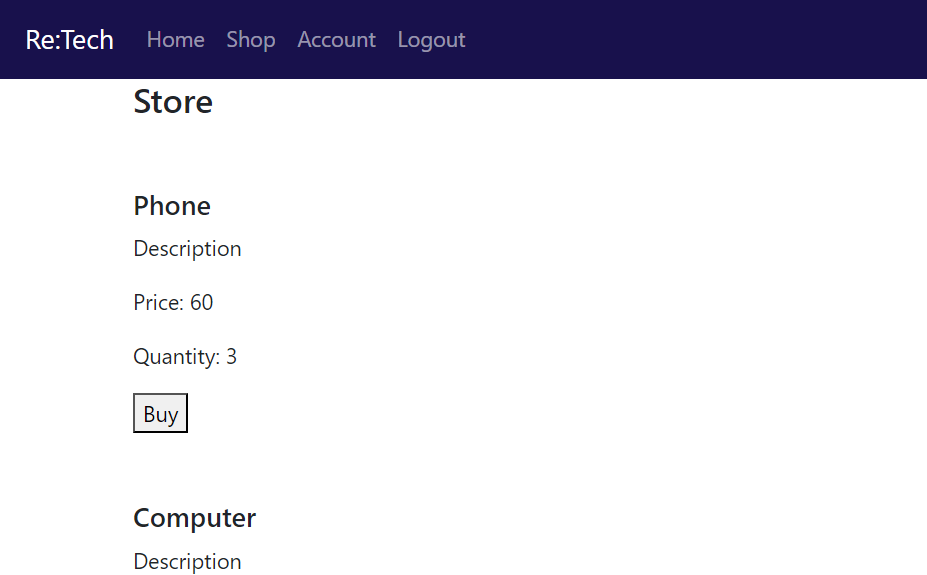 Re:Tech Home Shop Account Logout
Store
Phone
Description
Price: 60
Quantity: 3
Buy
Computer
Description